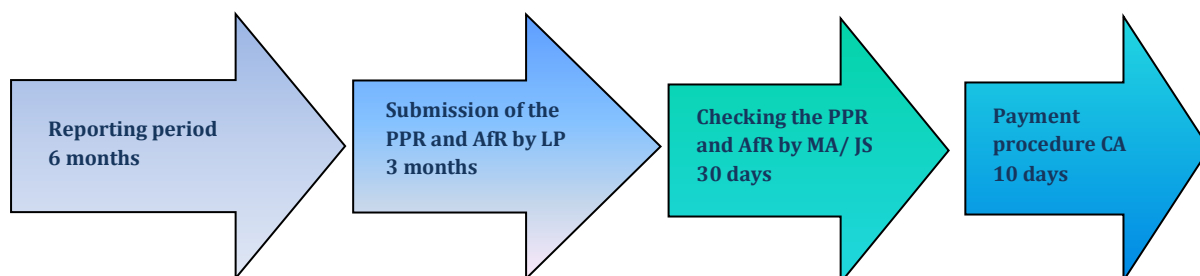 Reporting period
6 months
Submission of the
PPR and AfR by LP
3 months
Checking the PPR
and AfR by MA/ JS
30 days
Payment
procedure CA
10 days